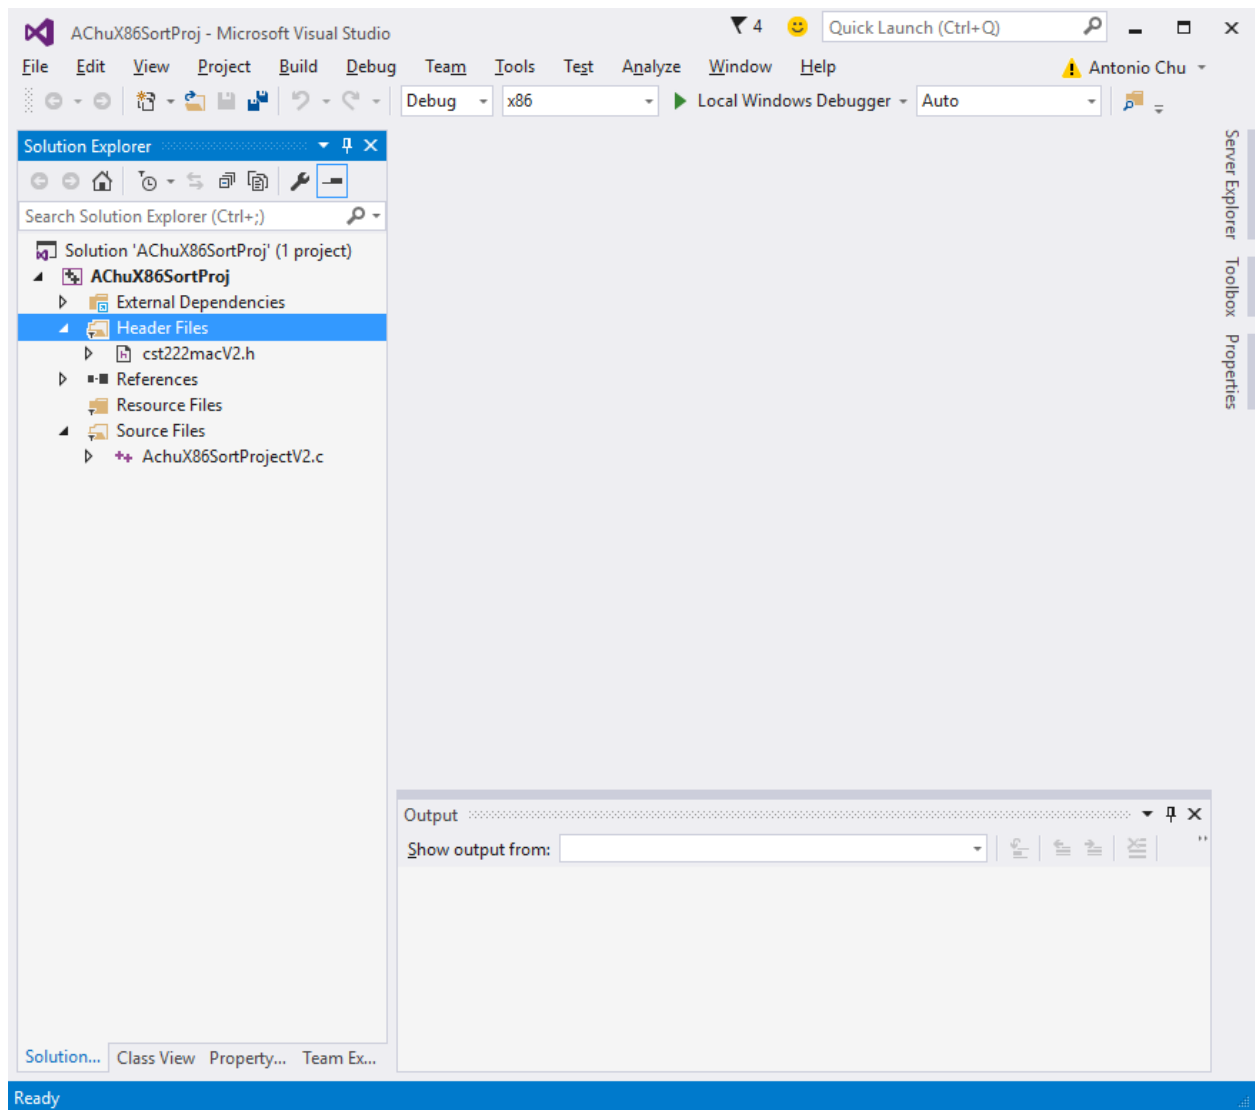 AChuX86SortProj - Microsoft Visual Studio
4
Quick Launch (Ctrl+Q)
File Edit View Project Build Debug Team Tools Test Analyze Window Help
Antonio Chu
Debug x86 Local Windows Debugger Auto
Solution Explorer
Search Solution Explorer (Ctrl+;)
Solution 'AChuX86SortProj' (1 project)
AChuX86SortProj
External Dependencies
Header Files
cst222macV2.h
References
Resource Files
Source Files
AchuX86SortProjectV2.c
Solution... Class View Property... Team Ex...
Output
Show output from:
Server Explorer
Toolbox
Properties
Ready